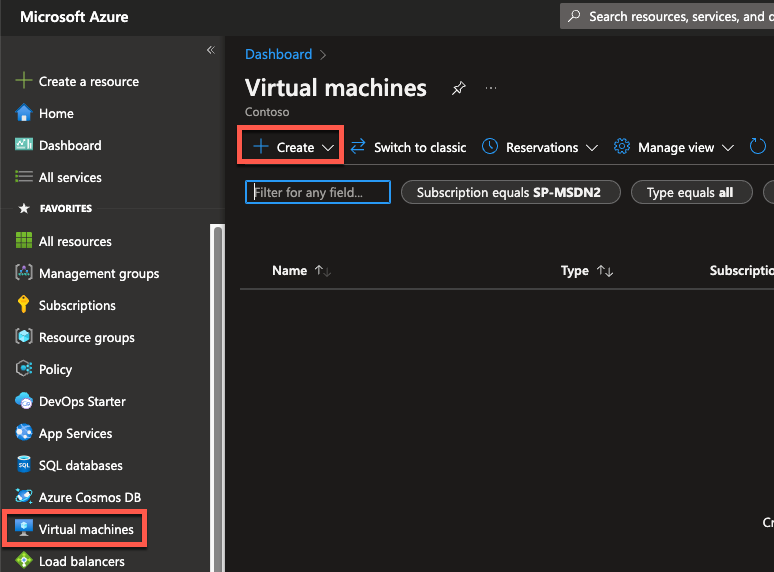 Microsoft Azure
Search resources, services, and
«
Create a resource
Home
Dashboard
All services
FAVORITES
All resources
Management groups
Subscriptions
Resource groups
Policy
DevOps Starter
App Services
SQL databases
Azure Cosmos DB
Virtual machines
Load balancers
Dashboard >
Virtual machines
...
Contoso
+ Create
Switch to classic
Reservations
Manage view
Filter for any field...
Subscription equals SP-MSDN2
Type equals all
Name ↑↓
Type ↑↓